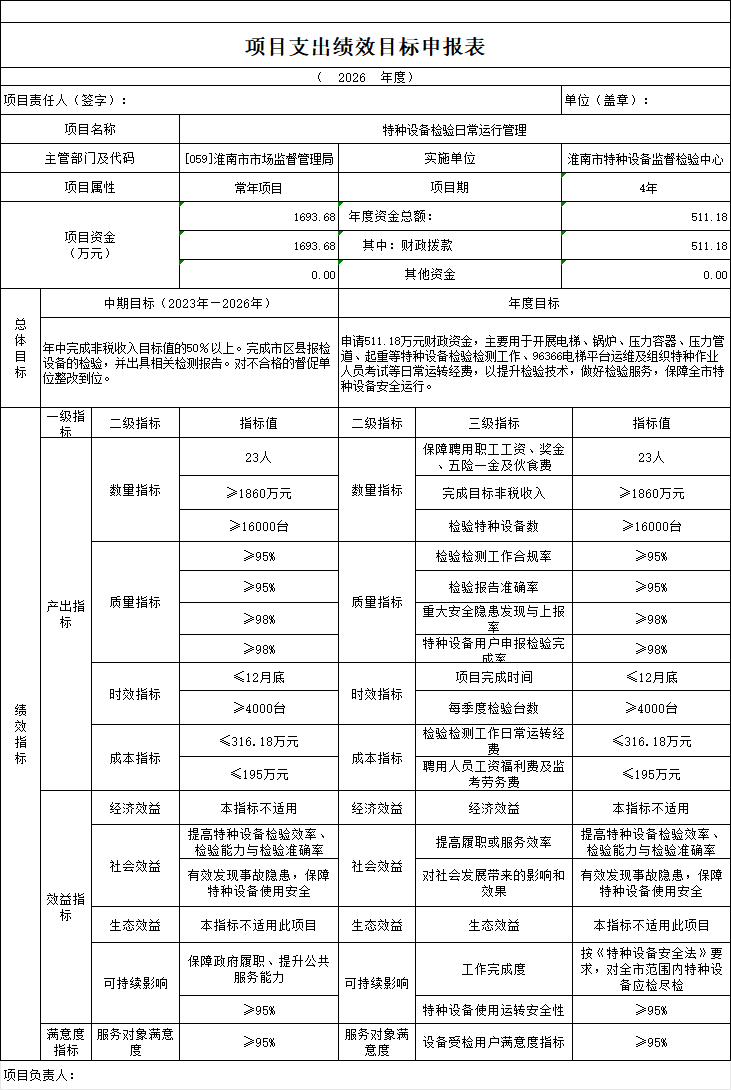 项目支出绩效目标申报表
（ 2026 年度）
项目责任人（签字）： 单位（盖章）：
项目名称 特种设备检验日常运行管理
主管部门及代码 [059]淮南市市场监督管理局 实施单位 淮南市特种设备监督检验中心
项目属性 常年项目 项目期 4年
项目资金
（万元）
1693.68 年度资金总额： 511.18
1693.68 其中：财政拨款 511.18
0.00 其他资金 0.00
总体目标
中期目标（2023年－2026年） 年度目标
年中完成非税收入目标值的50％以上。完成市区县报检
设备的检验，并出具相关检测报告。对不合格的督促单
位整改到位。
申请511.18万元财政资金，主要用于开展电梯、锅炉、压力容器、压力管
道、起重等特种设备检验检测工作、96366电梯平台运维及组织特种作业
人员考试等日常运转经费，以提升检验技术，做好检验服务，保障全市特
种设备安全运行。
绩效指标
一级指
标
二级指标 指标值 二级指标 三级指标 指标值
产出指
标
数量指标 23人 数量指标 保障聘用职工工资、奖金
、五险一金及伙食费 23人
≥1860万元 完成目标非税收入 ≥1860万元
≥16000台 检验特种设备数 ≥16000台
质量指标 ≥95% 质量指标 检验检测工作合规率 ≥95%
≥95% 检验报告准确率 ≥95%
≥98% 重大安全隐患发现与上报
率 ≥98%
≥98% 特种设备用户申报检验完
成率 ≥98%
时效指标 ≤12月底 时效指标 项目完成时间 ≤12月底
≥4000台 每季度检验台数 ≥4000台
成本指标 ≤316.18万元 成本指标 检验检测工作日常运转经
费 ≤316.18万元
≤195万元 聘用人员工资福利费及监
考劳务费 ≤195万元
效益指
标
经济效益 本指标不适用 经济效益 经济效益 本指标不适用
社会效益 提高特种设备检验效率、
检验能力与检验准确率 社会效益 提高履职或服务效率 提高特种设备检验效率、
检验能力与检验准确率
有效发现事故隐患，保障
特种设备使用安全 对社会发展带来的影响和
效果 有效发现事故隐患，保障
特种设备使用安全
生态效益 本指标不适用此项目 生态效益 生态效益 本指标不适用此项目
可持续影响 保障政府履职、提升公共
服务能力 可持续影响 工作完成度 按《特种设备安全法》要
求，对全市范围内特种设
备应检尽检
≥95% 特种设备使用运转安全性 ≥95%
满意度
指标
服务对象满意
度 ≥95% 服务对象满
意度 设备受检用户满意度指标 ≥95%
项目负责人：